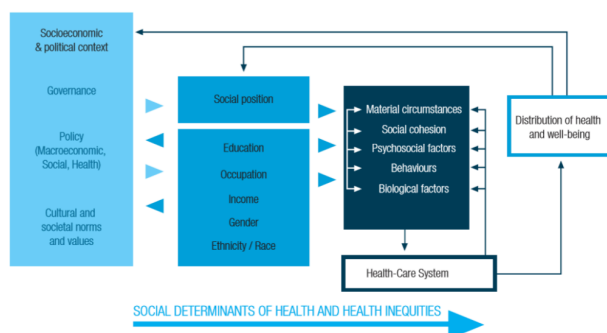 Socioeconomic
& political context
Governance
Policy
(Macroeconomic,
Social, Health)
Cultural and
societal norms
and values
Social position
Education
Occupation
Income
Gender
Ethnicity / Race
Material circumstances
Social cohesion
Psychosocial factors
Behaviours
Biological factors
Health-Care System
Distribution of health
and well-being
SOCIAL DETERMINANTS OF HEALTH AND HEALTH INEQUITIES